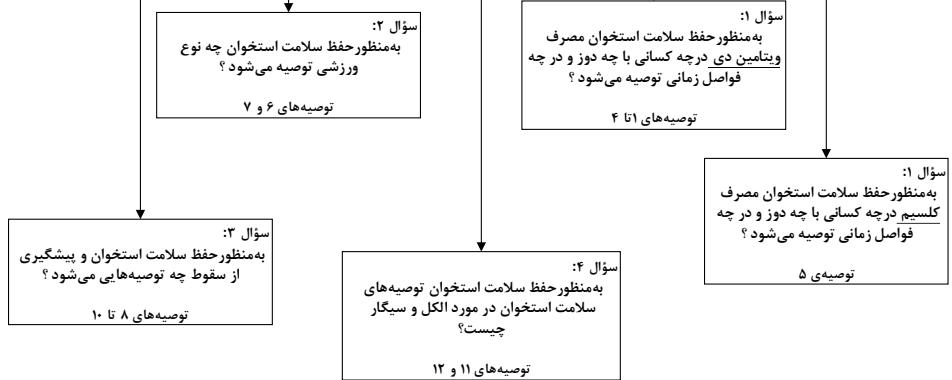 سؤال ۱:
به‌منظورحفظ سلامت استخوان مصرف
ویتامین دی درچه کسانی با چه دوز و در چه
فواصل زمانی توصیه می‌شود ؟
توصیه‌های ۱تا ۴
سؤال ۲:
به‌منظورحفظ سلامت استخوان چه نوع
ورزشی توصیه می‌شود ؟
توصیه‌های ۶ و ۷
سؤال ۱:
به‌منظورحفظ سلامت استخوان مصرف
کلسیم درچه کسانی با چه دوز و در چه
فواصل زمانی توصیه می‌شود ؟
توصیه‌ی ۵
سؤال ۳:
به‌منظورحفظ سلامت استخوان و پیشگیری
از سقوط چه توصیه‌هایی می‌شود ؟
توصیه‌های ۸ تا ۱۰
سؤال ۴:
به‌منظورحفظ سلامت استخوان توصیه‌های
سلامت استخوان در مورد الکل و سیگار
چیست؟
توصیه‌های ۱۱ و ۱۲